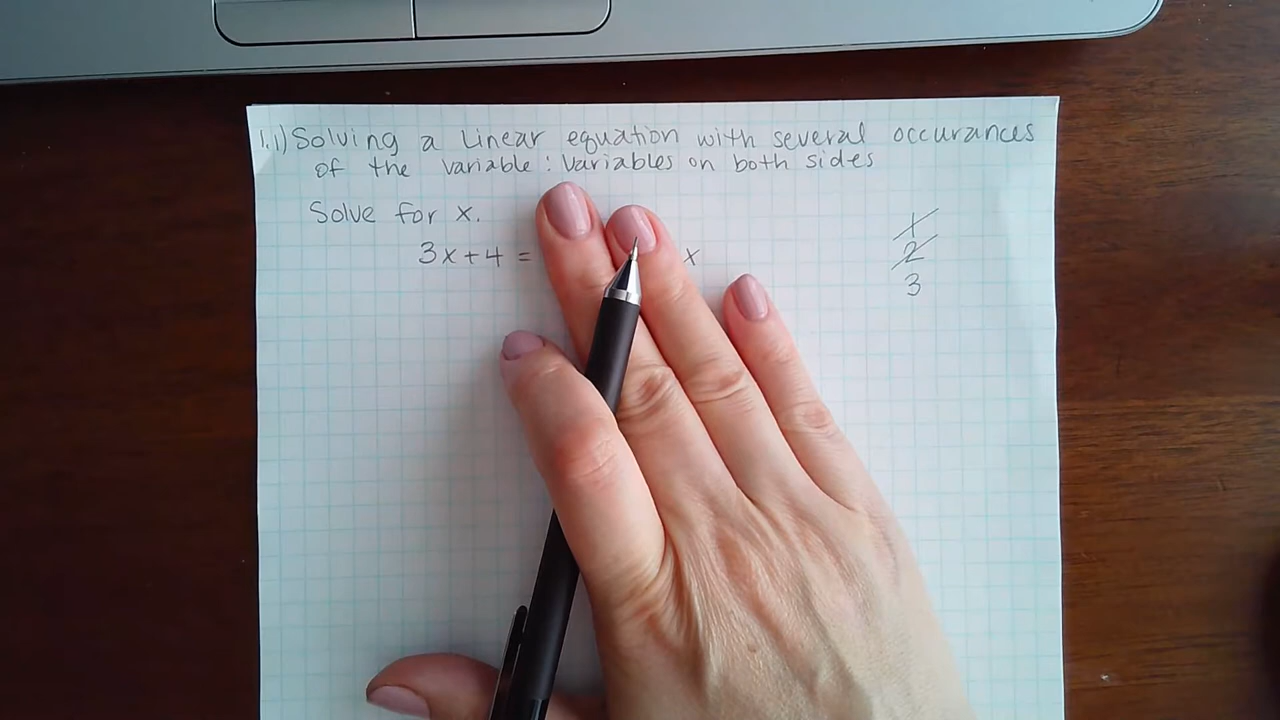 1.1) Solving a Linear equation with several occurances
of the variable: Variables on both sides
Solve for x.
3x+4 = x
1
2
3